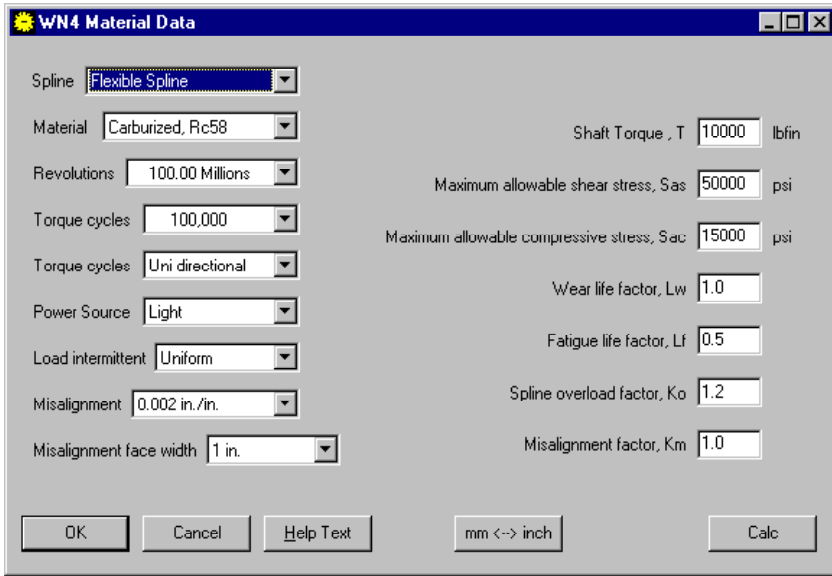 WN4 Material Data
Spline Flexible Spline
Material Carburized, Rc58
Revolutions 100.00 Millions
Torque cycles 100,000
Torque cycles Uni directional
Power Source Light
Load intermittent Uniform
Misalignment 0.002 in./in.
Misalignment face width 1 in.
Shaft Torque , T 10000 lbfin
Maximum allowable shear stress, Sas 50000 psi
Maximum allowable compressive stress, Sac 15000 psi
Wear life factor, Lw 1.0
Fatigue life factor, Lf 0.5
Spline overload factor, Ko 1.2
Misalignment factor, Km 1.0
OK Cancel Help Text mm <--> inch Calc